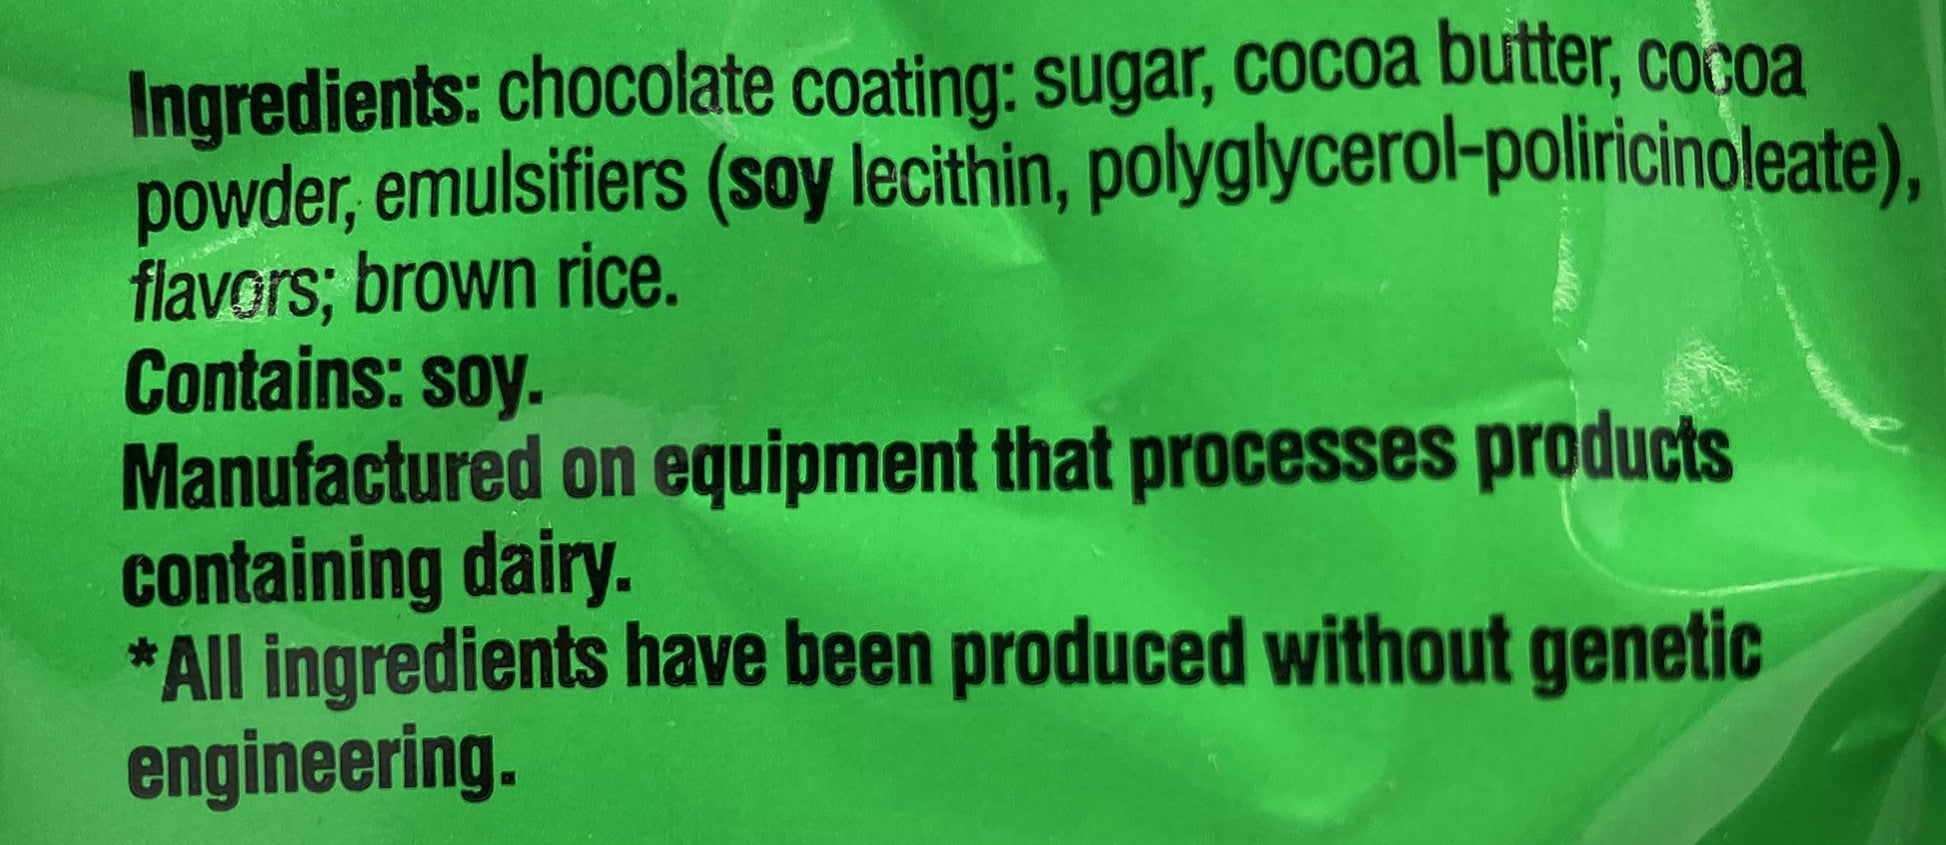 Ingredients: chocolate coating: sugar, cocoa butter, cocoa
powder, emulsifiers (soy lecithin, polyglycerol-poliricinoleate),
flavors; brown rice.
Contains: soy.
Manufactured on equipment that processes products
containing dairy.
*All ingredients have been produced without genetic
engineering.